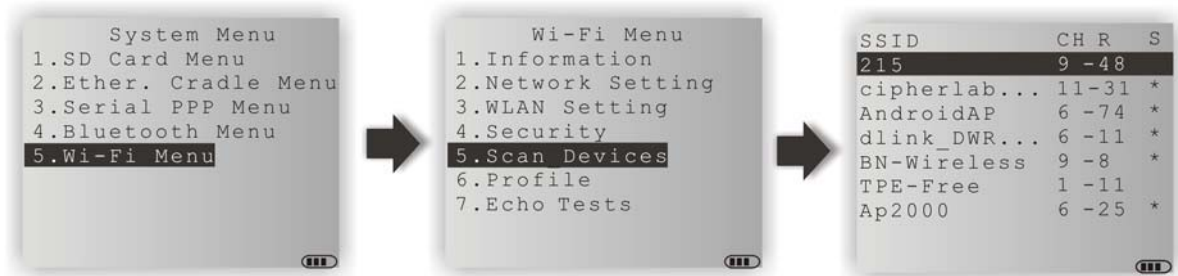 System Menu
1.SD Card Menu
2.Ether. Cradle Menu
3.Serial PPP Menu
4.Bluetooth Menu
5.Wi-Fi Menu
Wi-Fi Menu
1.Information
2.Network Setting
3.WLAN Setting
4.Security
5.Scan Devices
6.Profile
7.Echo Tests
SSID CH R S
215 9 -48
cipherlab... 11-31 *
AndroidAP 6 -74 *
dlink_DWR... 6 -11 *
BN-Wireless 9 -8 *
TPE-Free 1 -11
Ap2000 6 -25 *